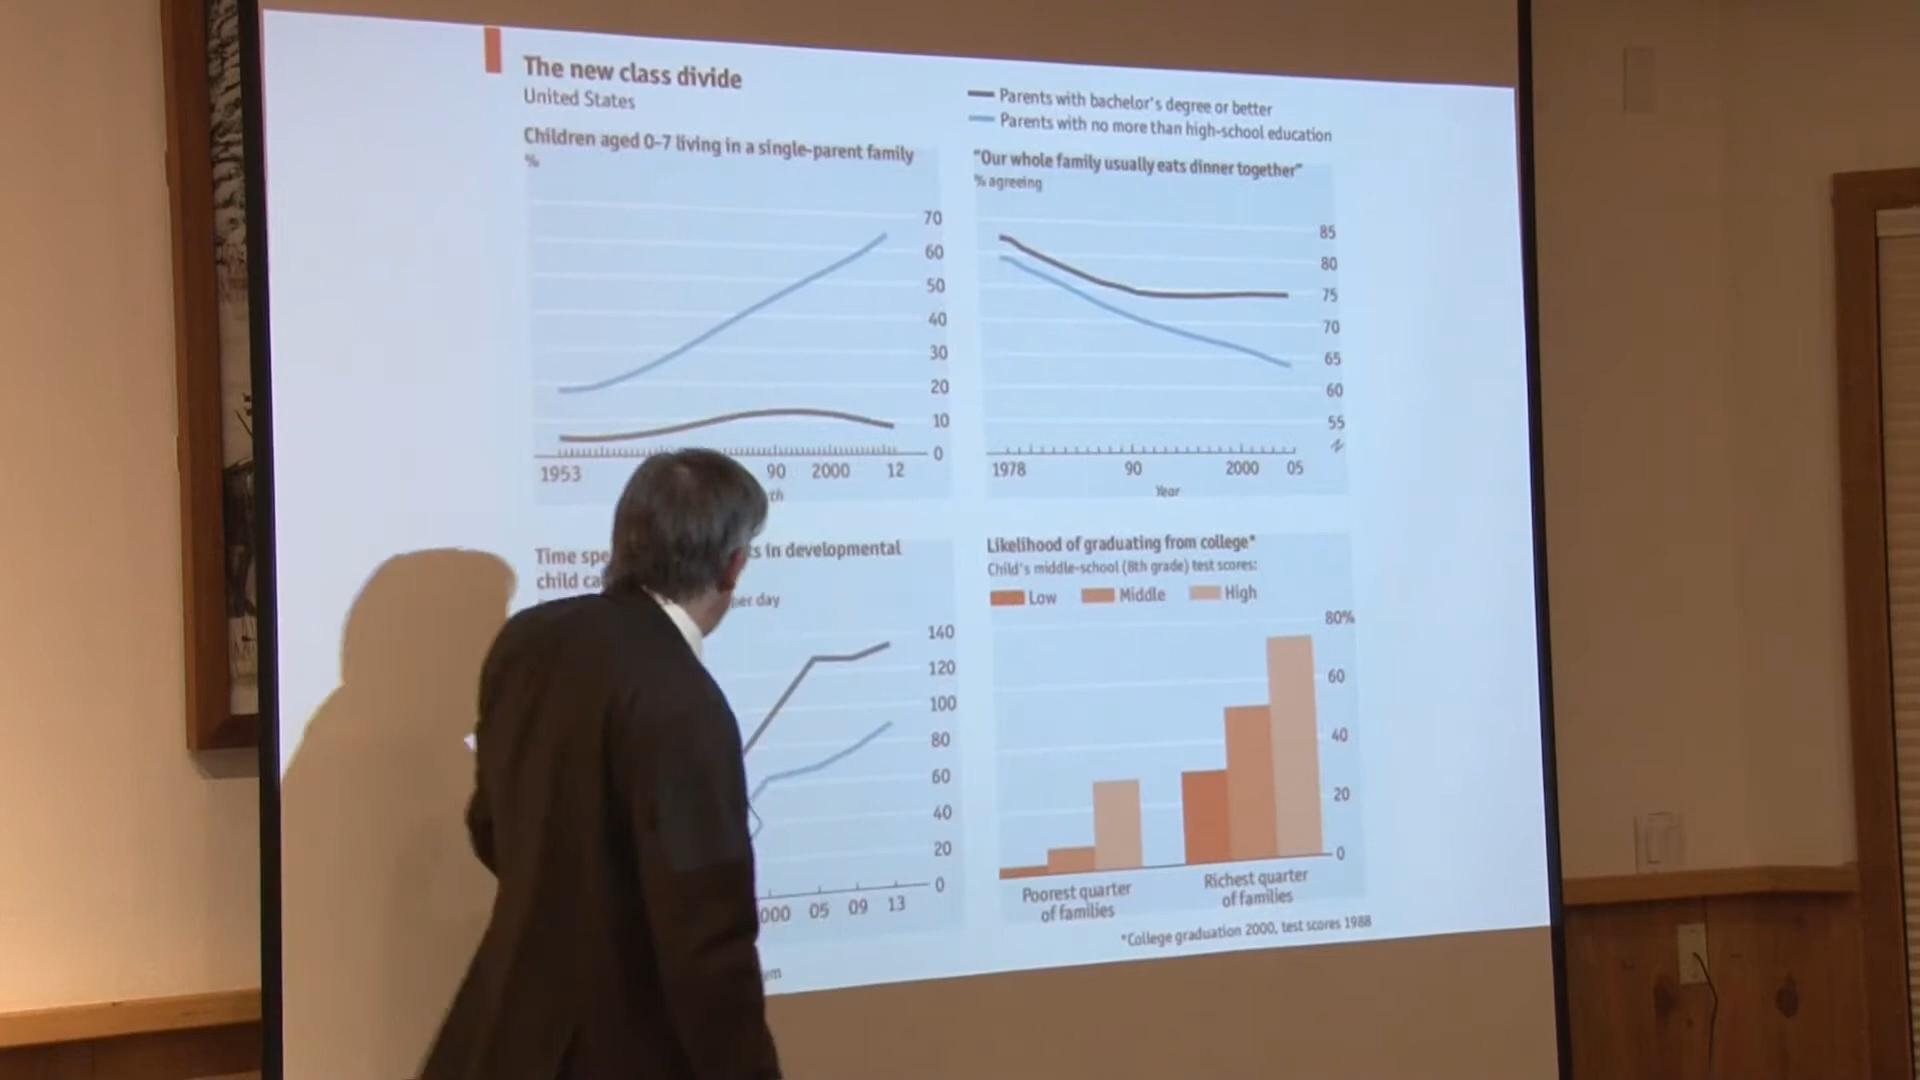 The new class divide
United States
Parents with bachelor's degree or better
Parents with no more than high-school education
Children aged 0-7 living in a single-parent family
%
70
60
50
40
30
20
10
0
1953
90
2000
12
"Our whole family usually eats dinner together"
% agreeing
85
80
75
70
65
60
55
1978
90
2000
05
Year
Time
in developmental
child
per day
140
120
100
80
60
40
20
0
05
09
13
Likelihood of graduating from college*
Child's middle-school (8th grade) test scores:
Low
Middle
High
80%
60
40
20
0
Poorest quarter
of families
Richest quarter
of families
*College graduation 2000, test scores 1988